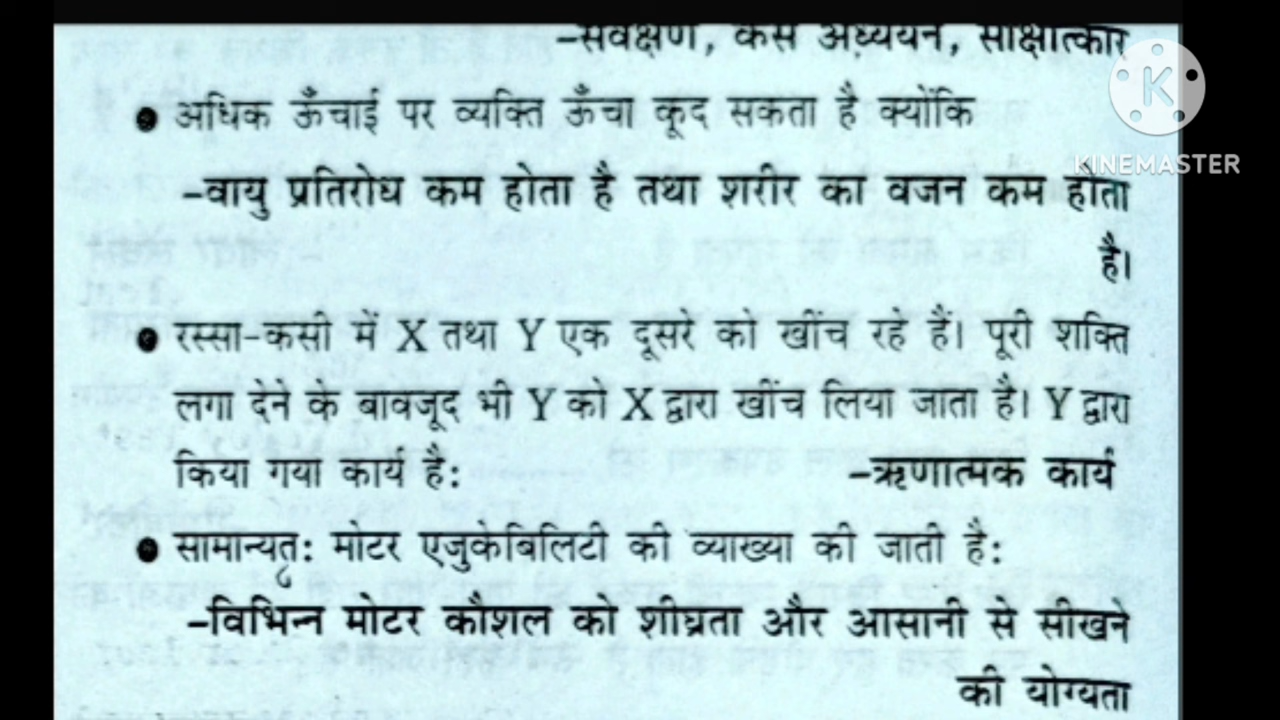 –सर्वेक्षण, केस अध्ययन, साक्षात्कार
K
KINEMASTER
● अधिक ऊँचाई पर व्यक्ति ऊँचा कूद सकता है क्योंकि
–वायु प्रतिरोध कम होता है तथा शरीर का वजन कम होता
है।
● रस्सा-कसी में X तथा Y एक दूसरे को खींच रहे हैं। पूरी शक्ति
लगा देने के बावजूद भी Y को X द्वारा खींच लिया जाता है। Y द्वारा
किया गया कार्य है:
–ऋणात्मक कार्य
● सामान्यतृ: मोटर एजुकेबिलिटी की व्याख्या की जाती है:
–विभिन्न मोटर कौशल को शीघ्रता और आसानी से सीखने
की योग्यता